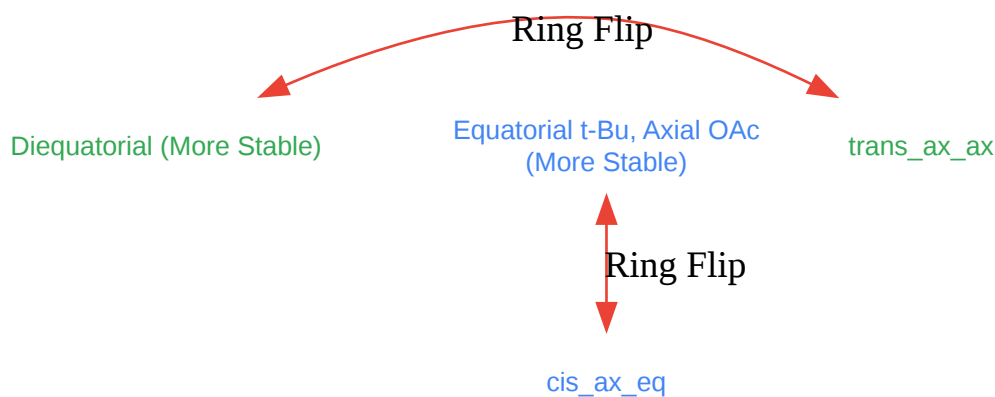 Ring Flip
Diequatorial (More Stable)
Equatorial t-Bu, Axial OAc
(More Stable)
trans_ax_ax
Ring Flip
cis_ax_eq